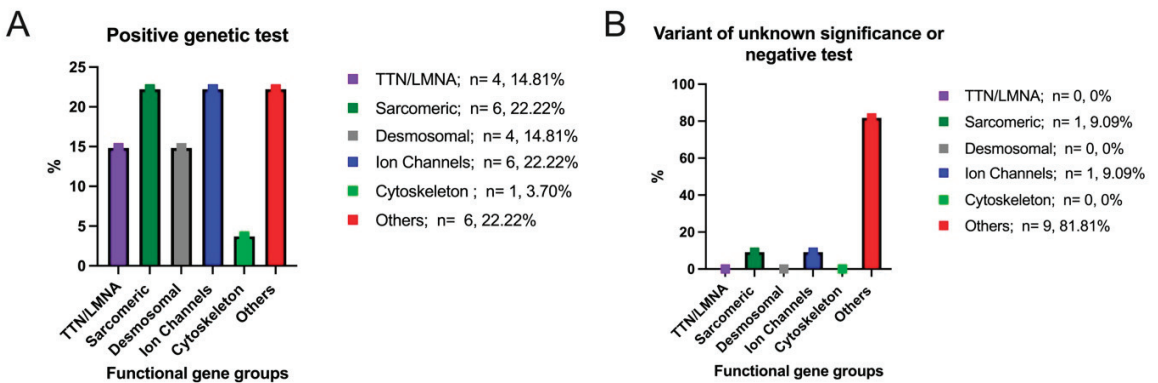 A
Positive genetic test
25
20
15
10
5
0
%
TTN/LMNA
Sarcomeric
Desmosomal
Ion Channels
Cytoskeleton
Others
Functional gene groups
TTN/LMNA; n= 4, 14.81%
Sarcomeric; n= 6, 22.22%
Desmosomal; n= 4, 14.81%
Ion Channels; n= 6, 22.22%
Cytoskeleton ; n= 1, 3.70%
Others; n= 6, 22.22%
B
Variant of unknown significance or
negative test
100
80
60
40
20
0
%
TTN/LMNA
Sarcomeric
Desmosomal
Ion Channels
Cytoskeleton
Others
Functional gene groups
TTN/LMNA; n= 0, 0%
Sarcomeric; n= 1, 9.09%
Desmosomal; n= 0, 0%
Ion Channels; n= 1, 9.09%
Cytoskeleton; n= 0, 0%
Others; n= 9, 81.81%